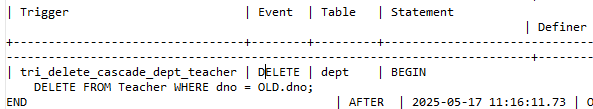 | Trigger | Event | Table | Statement
| Definer
+---------------------------------+--------+-------+-----------------------------------
-----------------------------------------------------------------------+---------
| tri_delete_cascade_dept_teacher | DELETE | dept | BEGIN
DELETE FROM Teacher WHERE dno = OLD.dno;
END | AFTER | 2025-05-17 11:16:11.73 | O